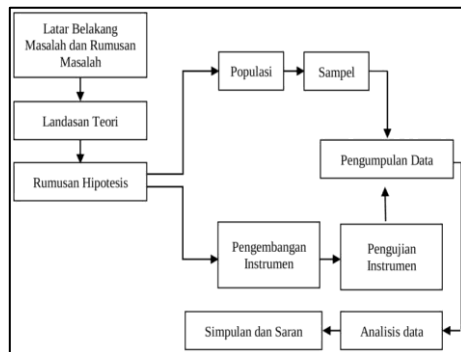 Latar Belakang
Masalah dan Rumusan
Masalah
Landasan Teori
Rumusan Hipotesis
Populasi
Sampel
Pengumpulan Data
Pengembangan
Instrumen
Pengujian
Instrumen
Analisis data
Simpulan dan Saran